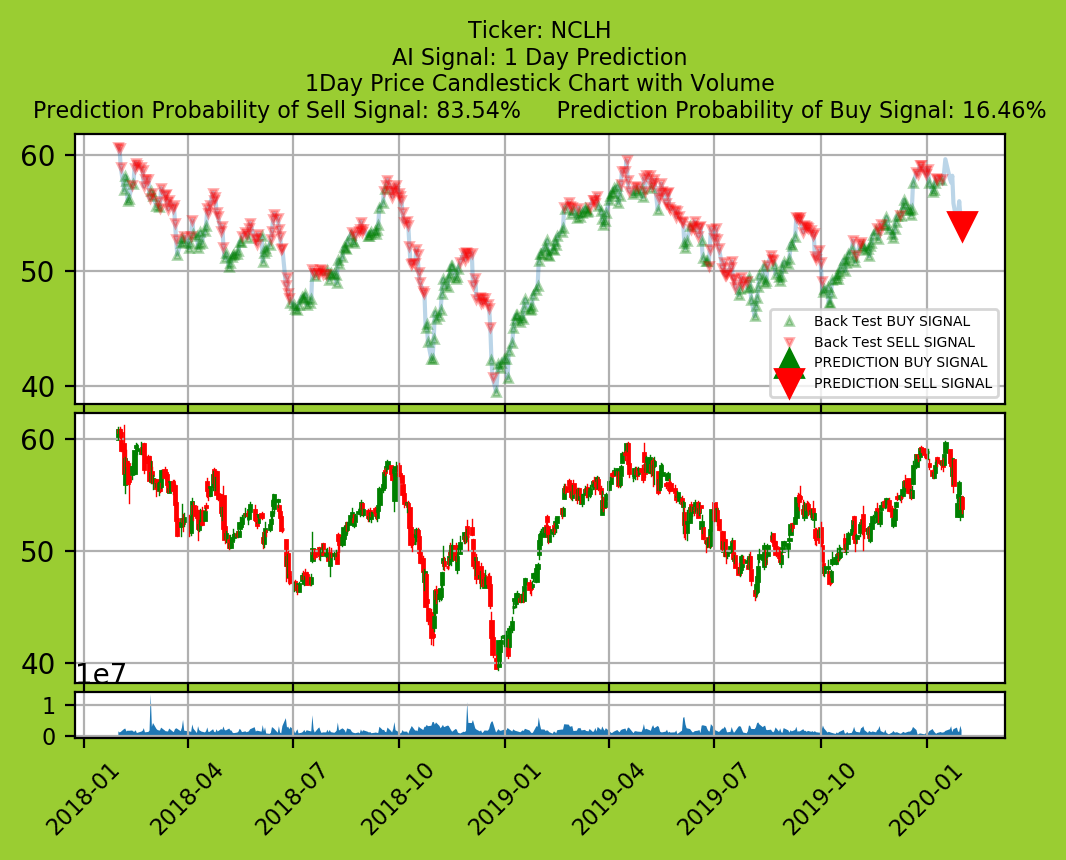 Ticker: NCLH
AI Signal: 1 Day Prediction
1Day Price Candlestick Chart with Volume
Prediction Probability of Sell Signal: 83.54%     Prediction Probability of Buy Signal: 16.46%
60
50
40
Back Test BUY SIGNAL
Back Test SELL SIGNAL
PREDICTION BUY SIGNAL
PREDICTION SELL SIGNAL
60
50
40
1e7
1
0
2018-01 2018-04 2018-07 2018-10 2019-01 2019-04 2019-07 2019-10 2020-01